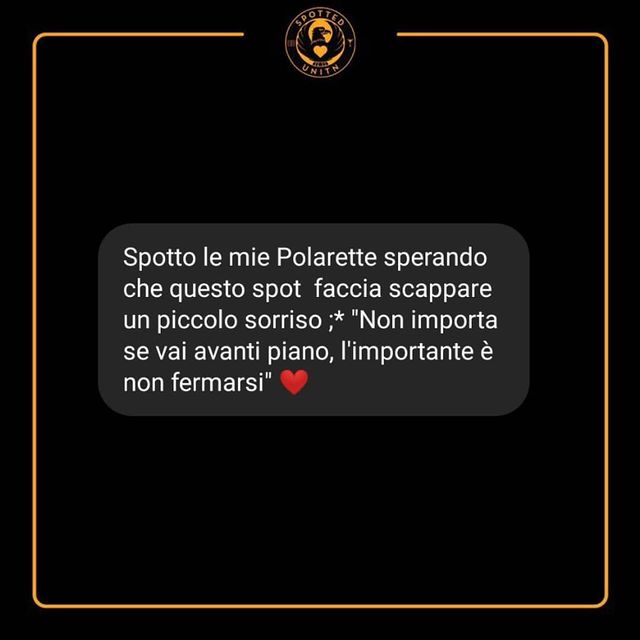 SPOTTED
UNITN
Spotto le mie Polarette sperando
che questo spot  faccia scappare
un piccolo sorriso ;* "Non importa
se vai avanti piano, l'importante è
non fermarsi" ❤️